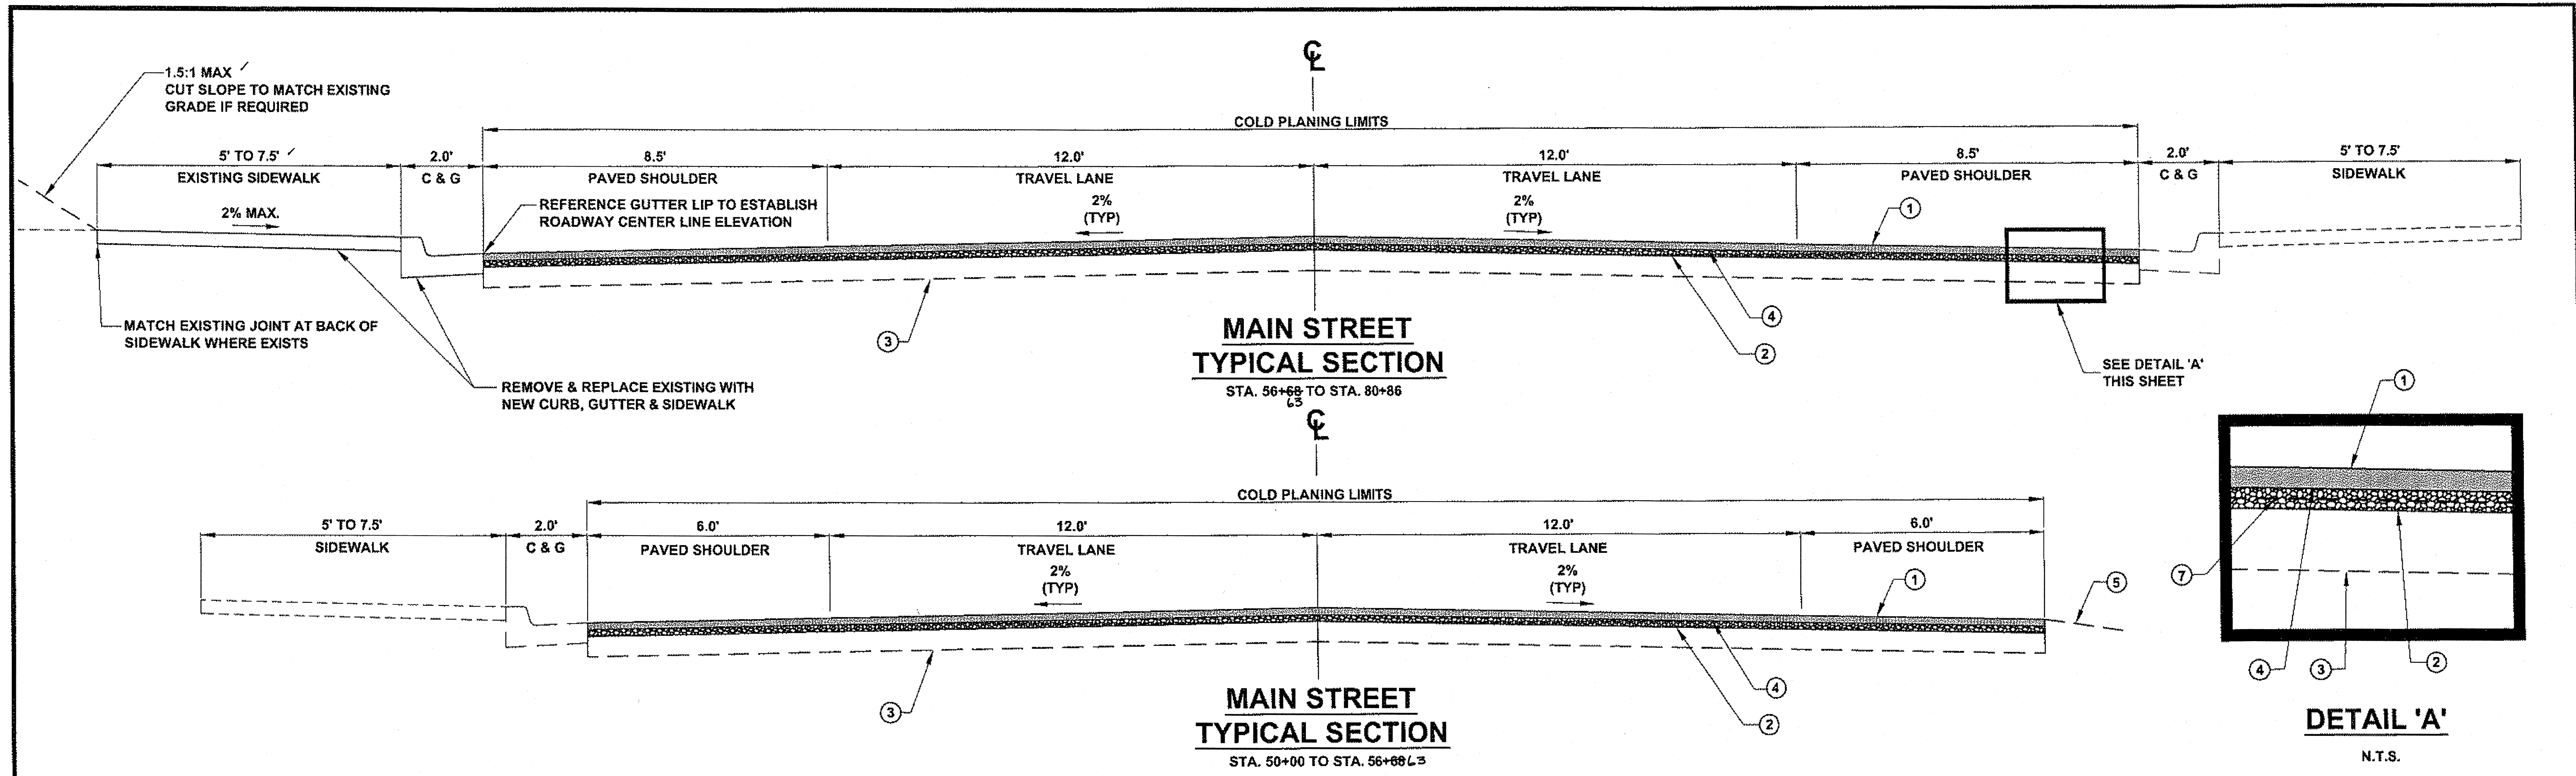 ℄
1.5:1 MAX
CUT SLOPE TO MATCH EXISTING
GRADE IF REQUIRED
COLD PLANING LIMITS
5' TO 7.5' 2.0' 8.5' 12.0' 12.0' 8.5' 2.0' 5' TO 7.5'
EXISTING SIDEWALK C & G PAVED SHOULDER TRAVEL LANE TRAVEL LANE PAVED SHOULDER C & G SIDEWALK
2% MAX.
REFERENCE GUTTER LIP TO ESTABLISH
ROADWAY CENTER LINE ELEVATION
2%
(TYP)
2%
(TYP)
1
MATCH EXISTING JOINT AT BACK OF
SIDEWALK WHERE EXISTS
3
4
2
REMOVE & REPLACE EXISTING WITH
NEW CURB, GUTTER & SIDEWALK
MAIN STREET
TYPICAL SECTION
STA. 56+68 TO STA. 80+86
63
SEE DETAIL 'A'
THIS SHEET
℄
COLD PLANING LIMITS
5' TO 7.5' 2.0' 6.0' 12.0' 12.0' 6.0'
SIDEWALK C & G PAVED SHOULDER TRAVEL LANE TRAVEL LANE PAVED SHOULDER
2%
(TYP)
2%
(TYP)
1
5
3
4
2
MAIN STREET
TYPICAL SECTION
STA. 50+00 TO STA. 56+6863
1
7
4
3
2
DETAIL 'A'
N.T.S.